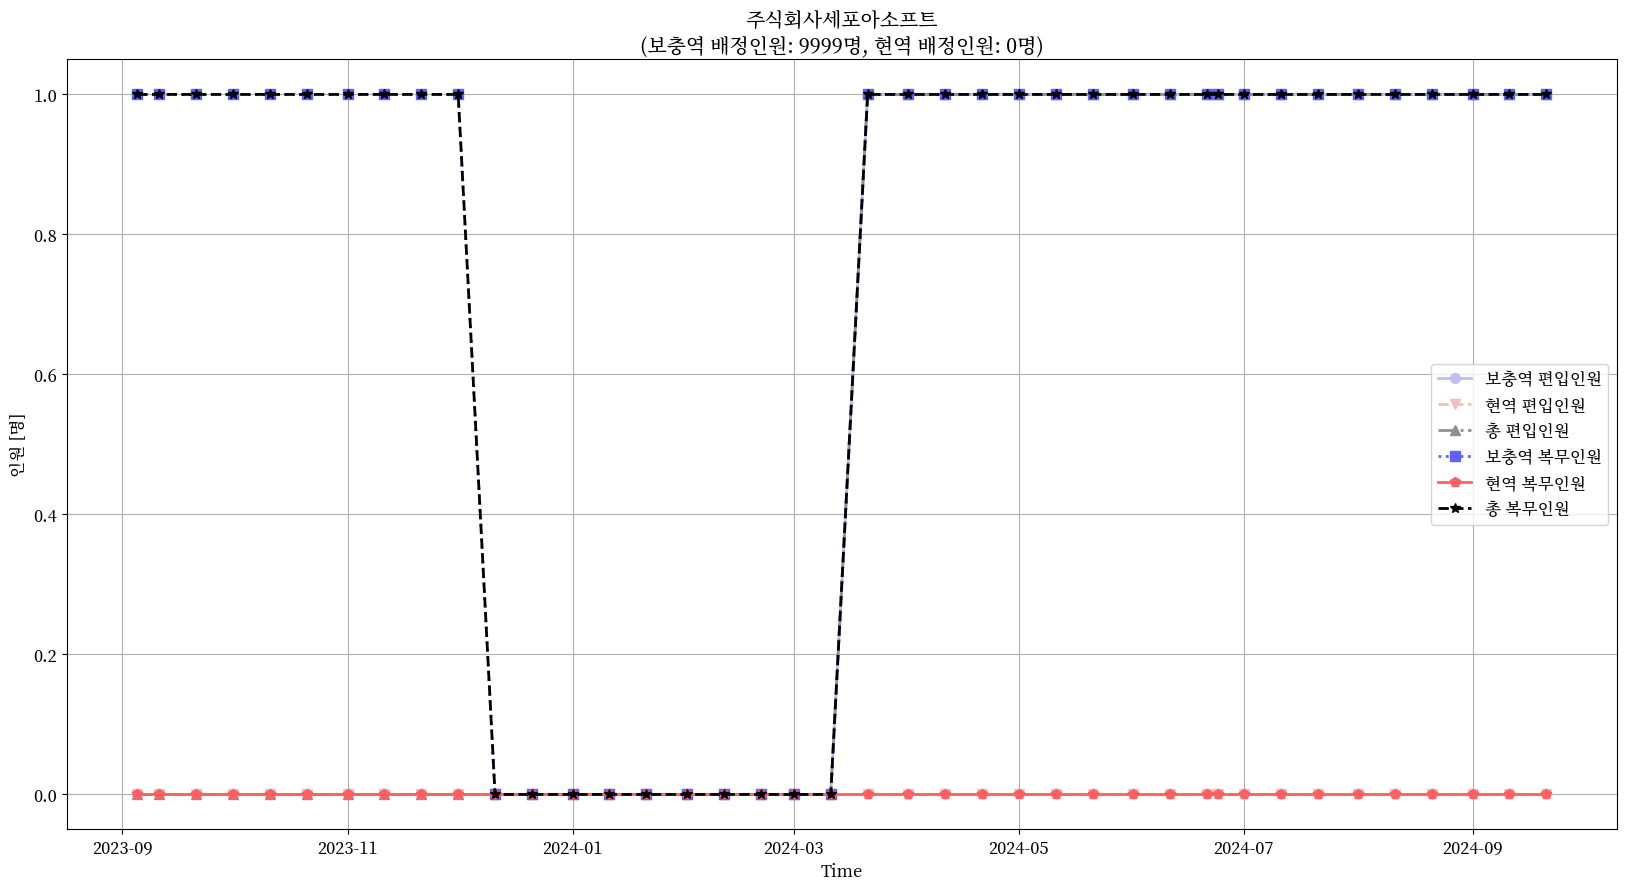 주식회사세포아소프트
(보충역 배정인원: 9999명, 현역 배정인원: 0명)
인원 [명]
1.0
0.8
0.6
0.4
0.2
0.0
보충역 편입인원
현역 편입인원
총 편입인원
보충역 복무인원
현역 복무인원
총 복무인원
2023-09
2023-11
2024-01
2024-03
2024-05
2024-07
2024-09
Time